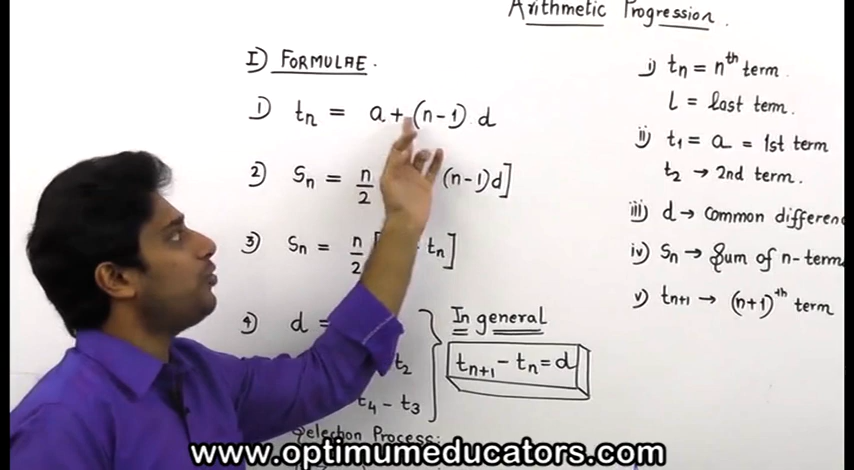 Arithmetic Progression.
I) FORMULAE.
1) tn = a + (n-1) d
2) Sn = n/2 (n-1)d]
3) Sn = n/2 [ tn]
4) d =
t2
t4 - t3
In general
tn+1 - tn = d
Selection Process:
i) tn = nth term
l = last term.
ii) t1 = a = 1st term
t2 → 2nd term.
iii) d → Common differen
iv) Sn → Sum of n-term
v) tn+1 → (n+1)th term
www.optimumeducators.com